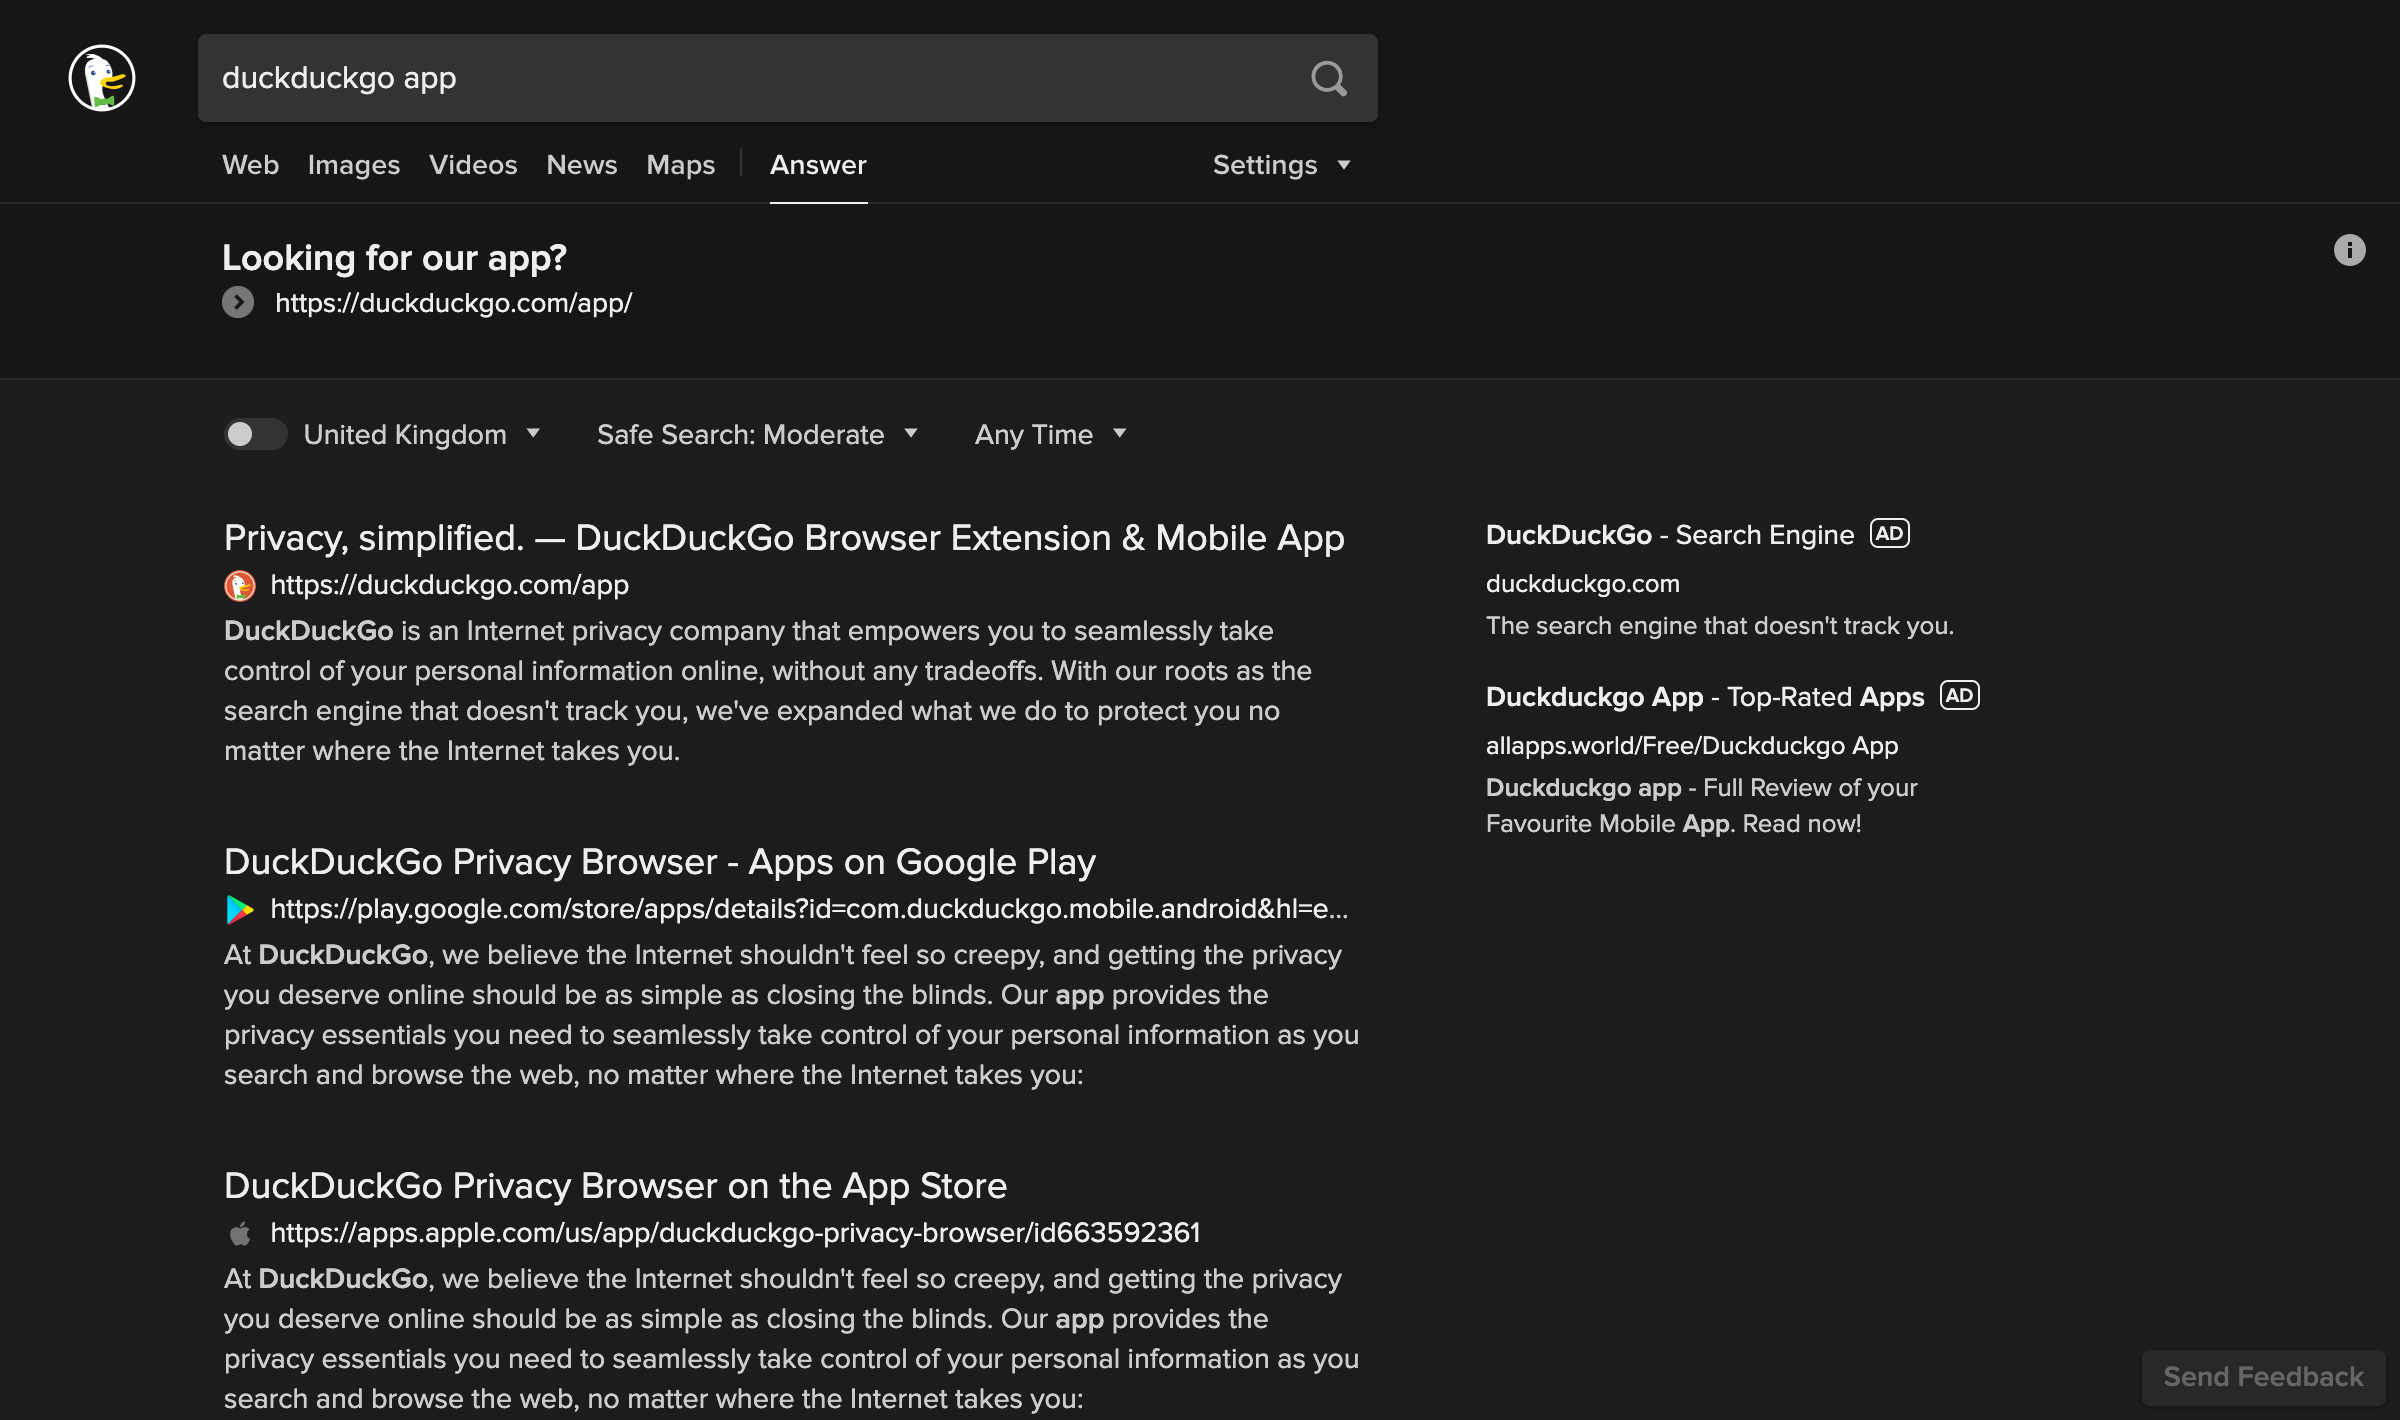 duckduckgo app
Web Images Videos News Maps Answer Settings
Looking for our app?
https://duckduckgo.com/app/
United Kingdom Safe Search: Moderate Any Time
Privacy, simplified. — DuckDuckGo Browser Extension & Mobile App
https://duckduckgo.com/app
DuckDuckGo is an Internet privacy company that empowers you to seamlessly take
control of your personal information online, without any tradeoffs. With our roots as the
search engine that doesn't track you, we've expanded what we do to protect you no
matter where the Internet takes you.
DuckDuckGo Privacy Browser - Apps on Google Play
https://play.google.com/store/apps/details?id=com.duckduckgo.mobile.android&hl=e...
At DuckDuckGo, we believe the Internet shouldn't feel so creepy, and getting the privacy
you deserve online should be as simple as closing the blinds. Our app provides the
privacy essentials you need to seamlessly take control of your personal information as you
search and browse the web, no matter where the Internet takes you:
DuckDuckGo Privacy Browser on the App Store
https://apps.apple.com/us/app/duckduckgo-privacy-browser/id663592361
At DuckDuckGo, we believe the Internet shouldn't feel so creepy, and getting the privacy
you deserve online should be as simple as closing the blinds. Our app provides the
privacy essentials you need to seamlessly take control of your personal information as you
search and browse the web, no matter where the Internet takes you:
DuckDuckGo - Search Engine AD
duckduckgo.com
The search engine that doesn't track you.
Duckduckgo App - Top-Rated Apps AD
allapps.world/Free/Duckduckgo App
Duckduckgo app - Full Review of your
Favourite Mobile App. Read now!
Send Feedback